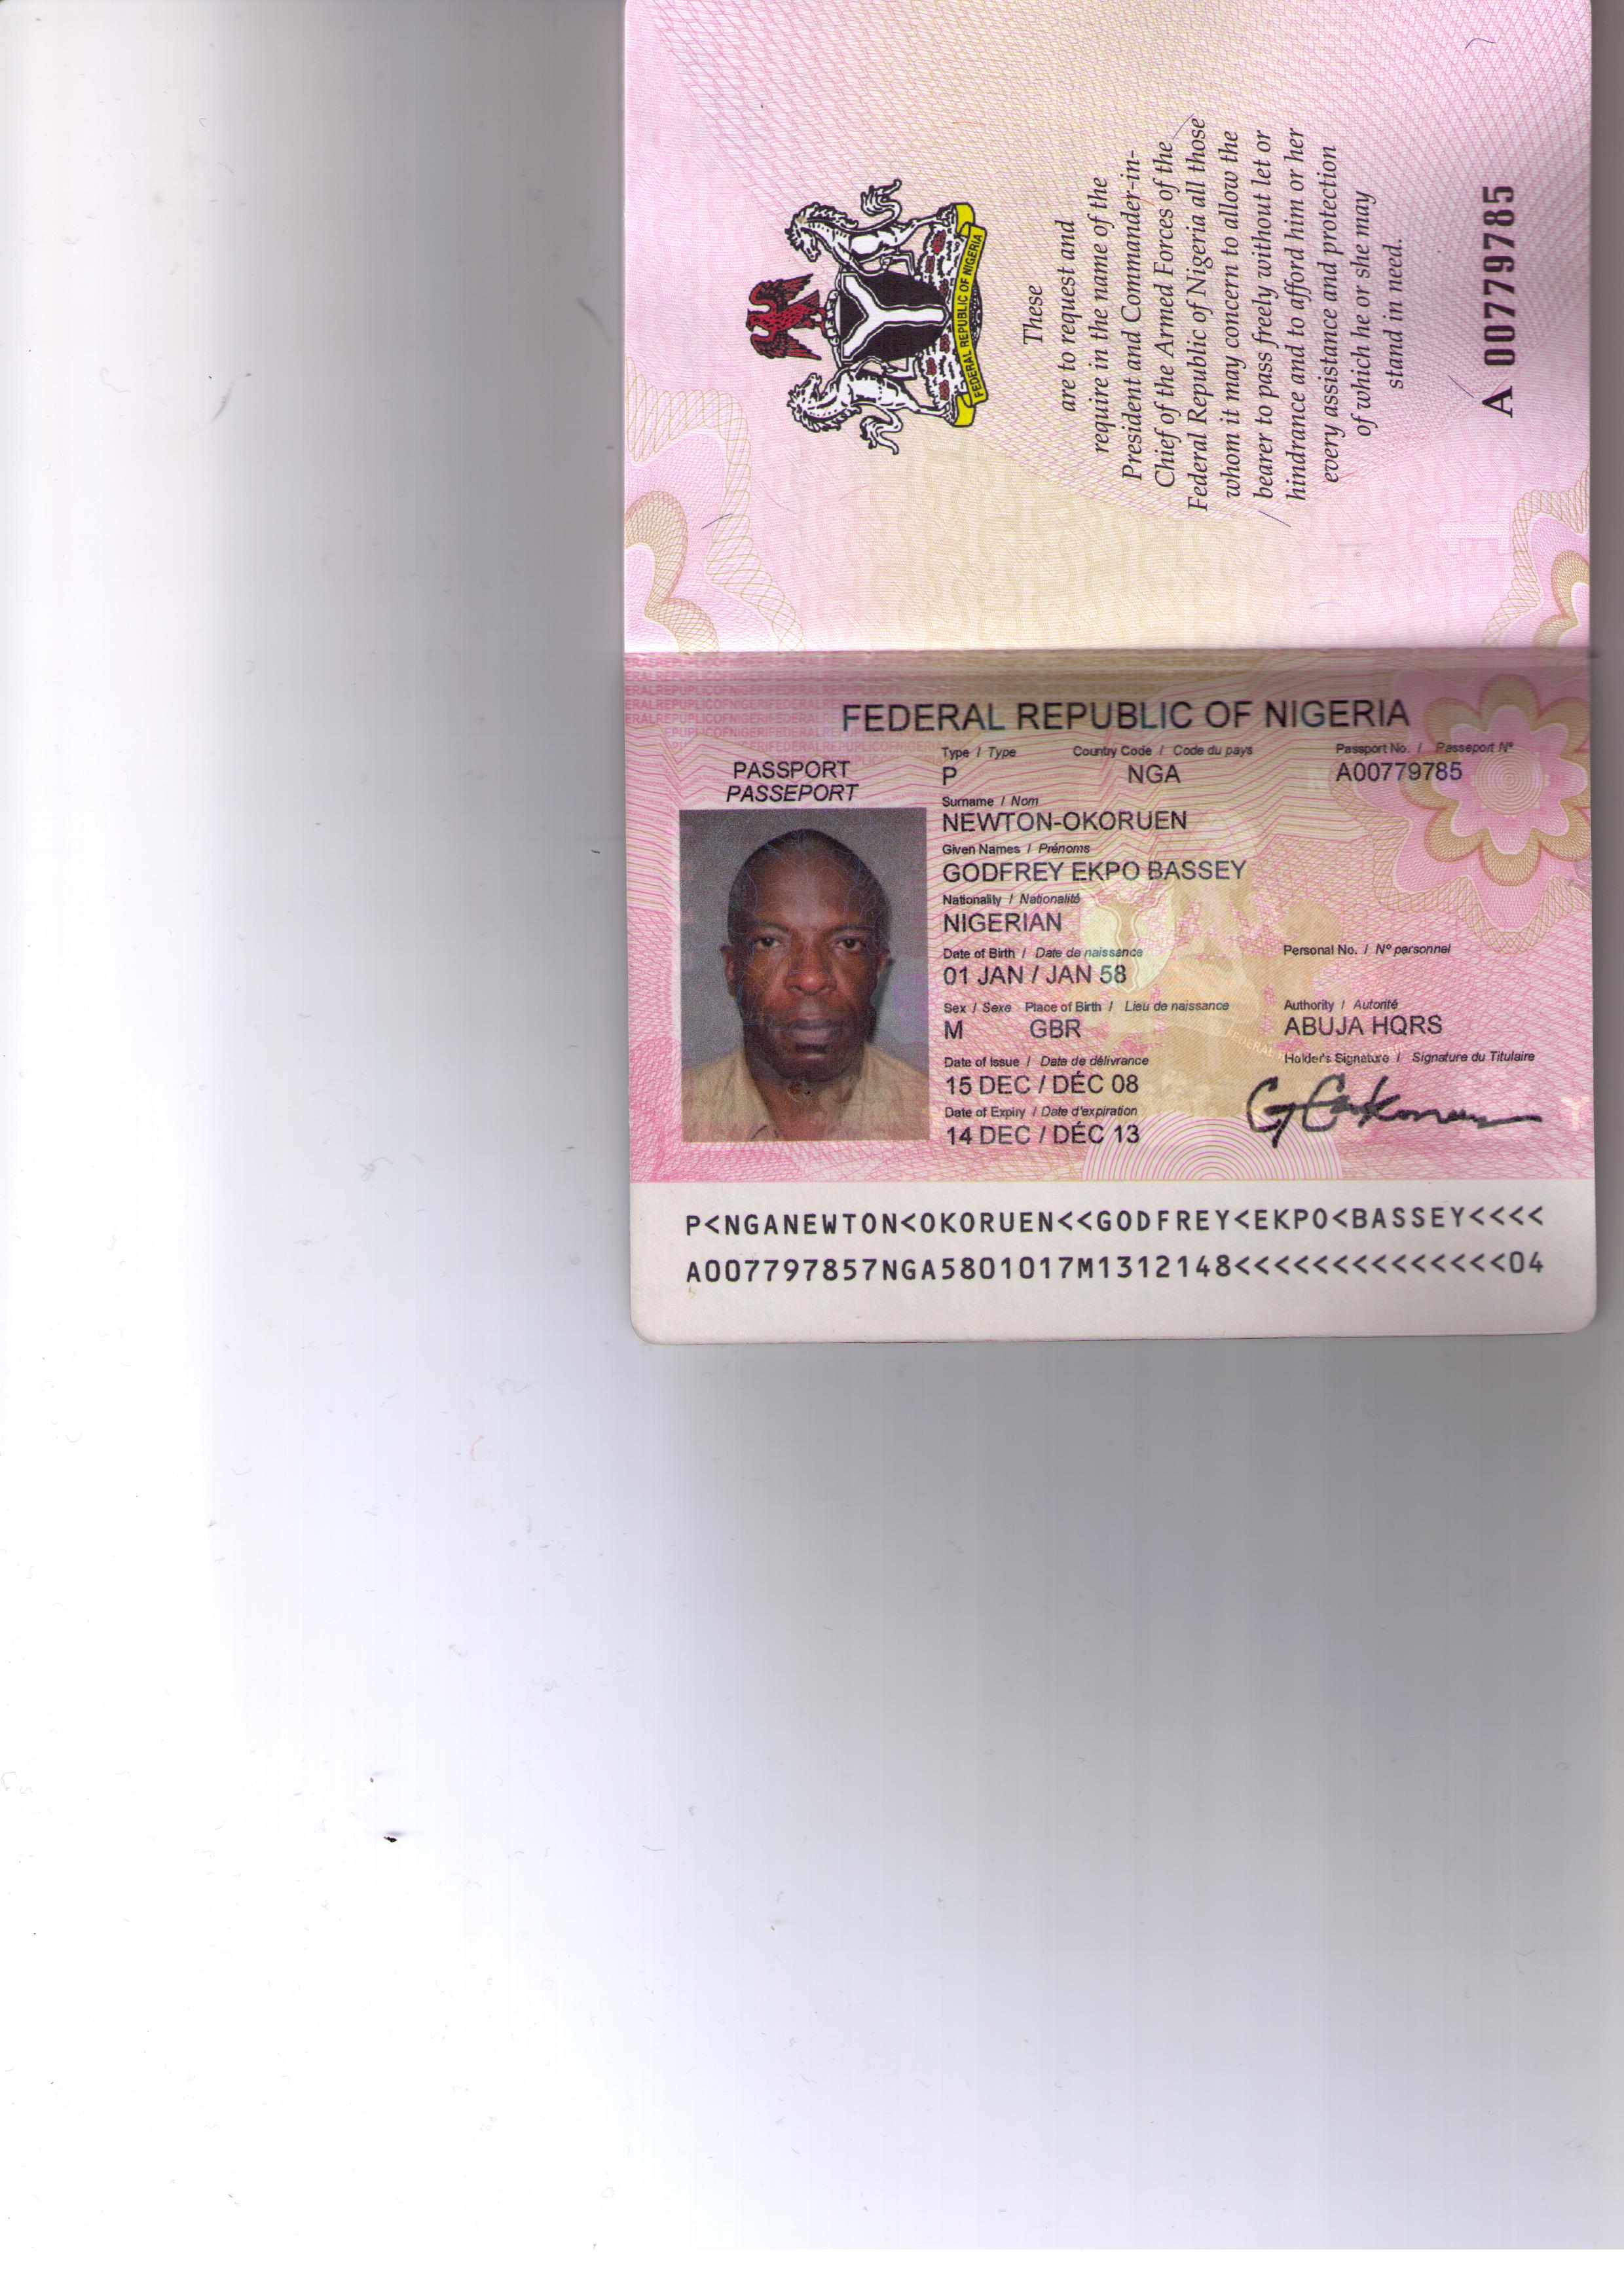 FEDERAL REPUBLIC OF NIGERIA
These
are to request and
require in the name of the
President and Commander-in-
Chief of the Armed Forces of the
Federal Republic of Nigeria all those
whom it may concern to allow the
bearer to pass freely without let or
hindrance and to afford him or her
every assistance and protection
of which he or she may
stand in need.
A 00779785
FEDERAL REPUBLIC OF NIGERIA
PASSPORT
PASSEPORT
Type / Type Country Code / Code du pays Passport No. / Passeport Nº
P NGA A00779785
Surname / Nom
NEWTON-OKORUEN
Given Names / Prénoms
GODFREY EKPO BASSEY
Nationality / Nationalité
NIGERIAN
Date of Birth / Date de naissance Personal No. / Nº personnel
01 JAN / JAN 58
Sex / Sexe Place of Birth / Lieu de naissance Authority / Autorité
M GBR ABUJA HQRS
Date of Issue / Date de délivrance Holder's Signature / Signature du Titulaire
15 DEC / DÉC 08
Date of Expiry / Date d'expiration
14 DEC / DÉC 13
P<NGANEWTON<OKORUEN<<GODFREY<EKPO<BASSEY<<<<
A007797857NGA5801017M1312148<<<<<<<<<<<<<<04